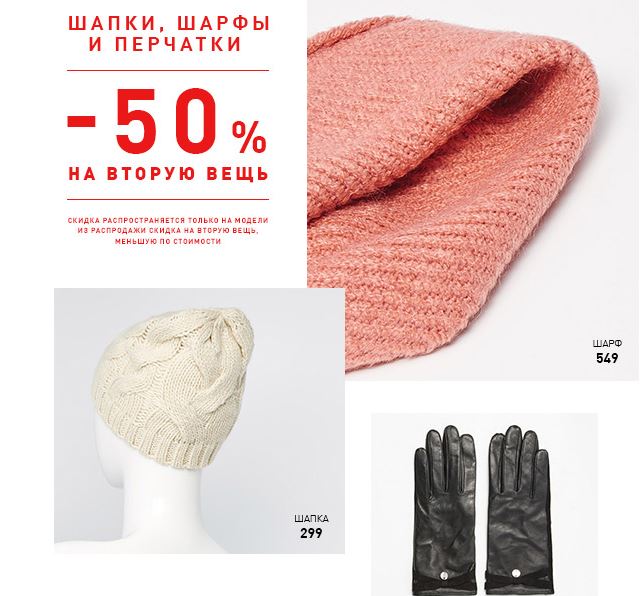 ШАПКИ, ШАРФЫ
И ПЕРЧАТКИ
-50%
НА ВТОРУЮ ВЕЩЬ
СКИДКА РАСПРОСТРАНЯЕТСЯ ТОЛЬКО НА МОДЕЛИ
ИЗ РАСПРОДАЖИ СКИДКА НА ВТОРУЮ ВЕЩЬ,
МЕНЬШУЮ ПО СТОИМОСТИ
ШАРФ
549
ШАПКА
299